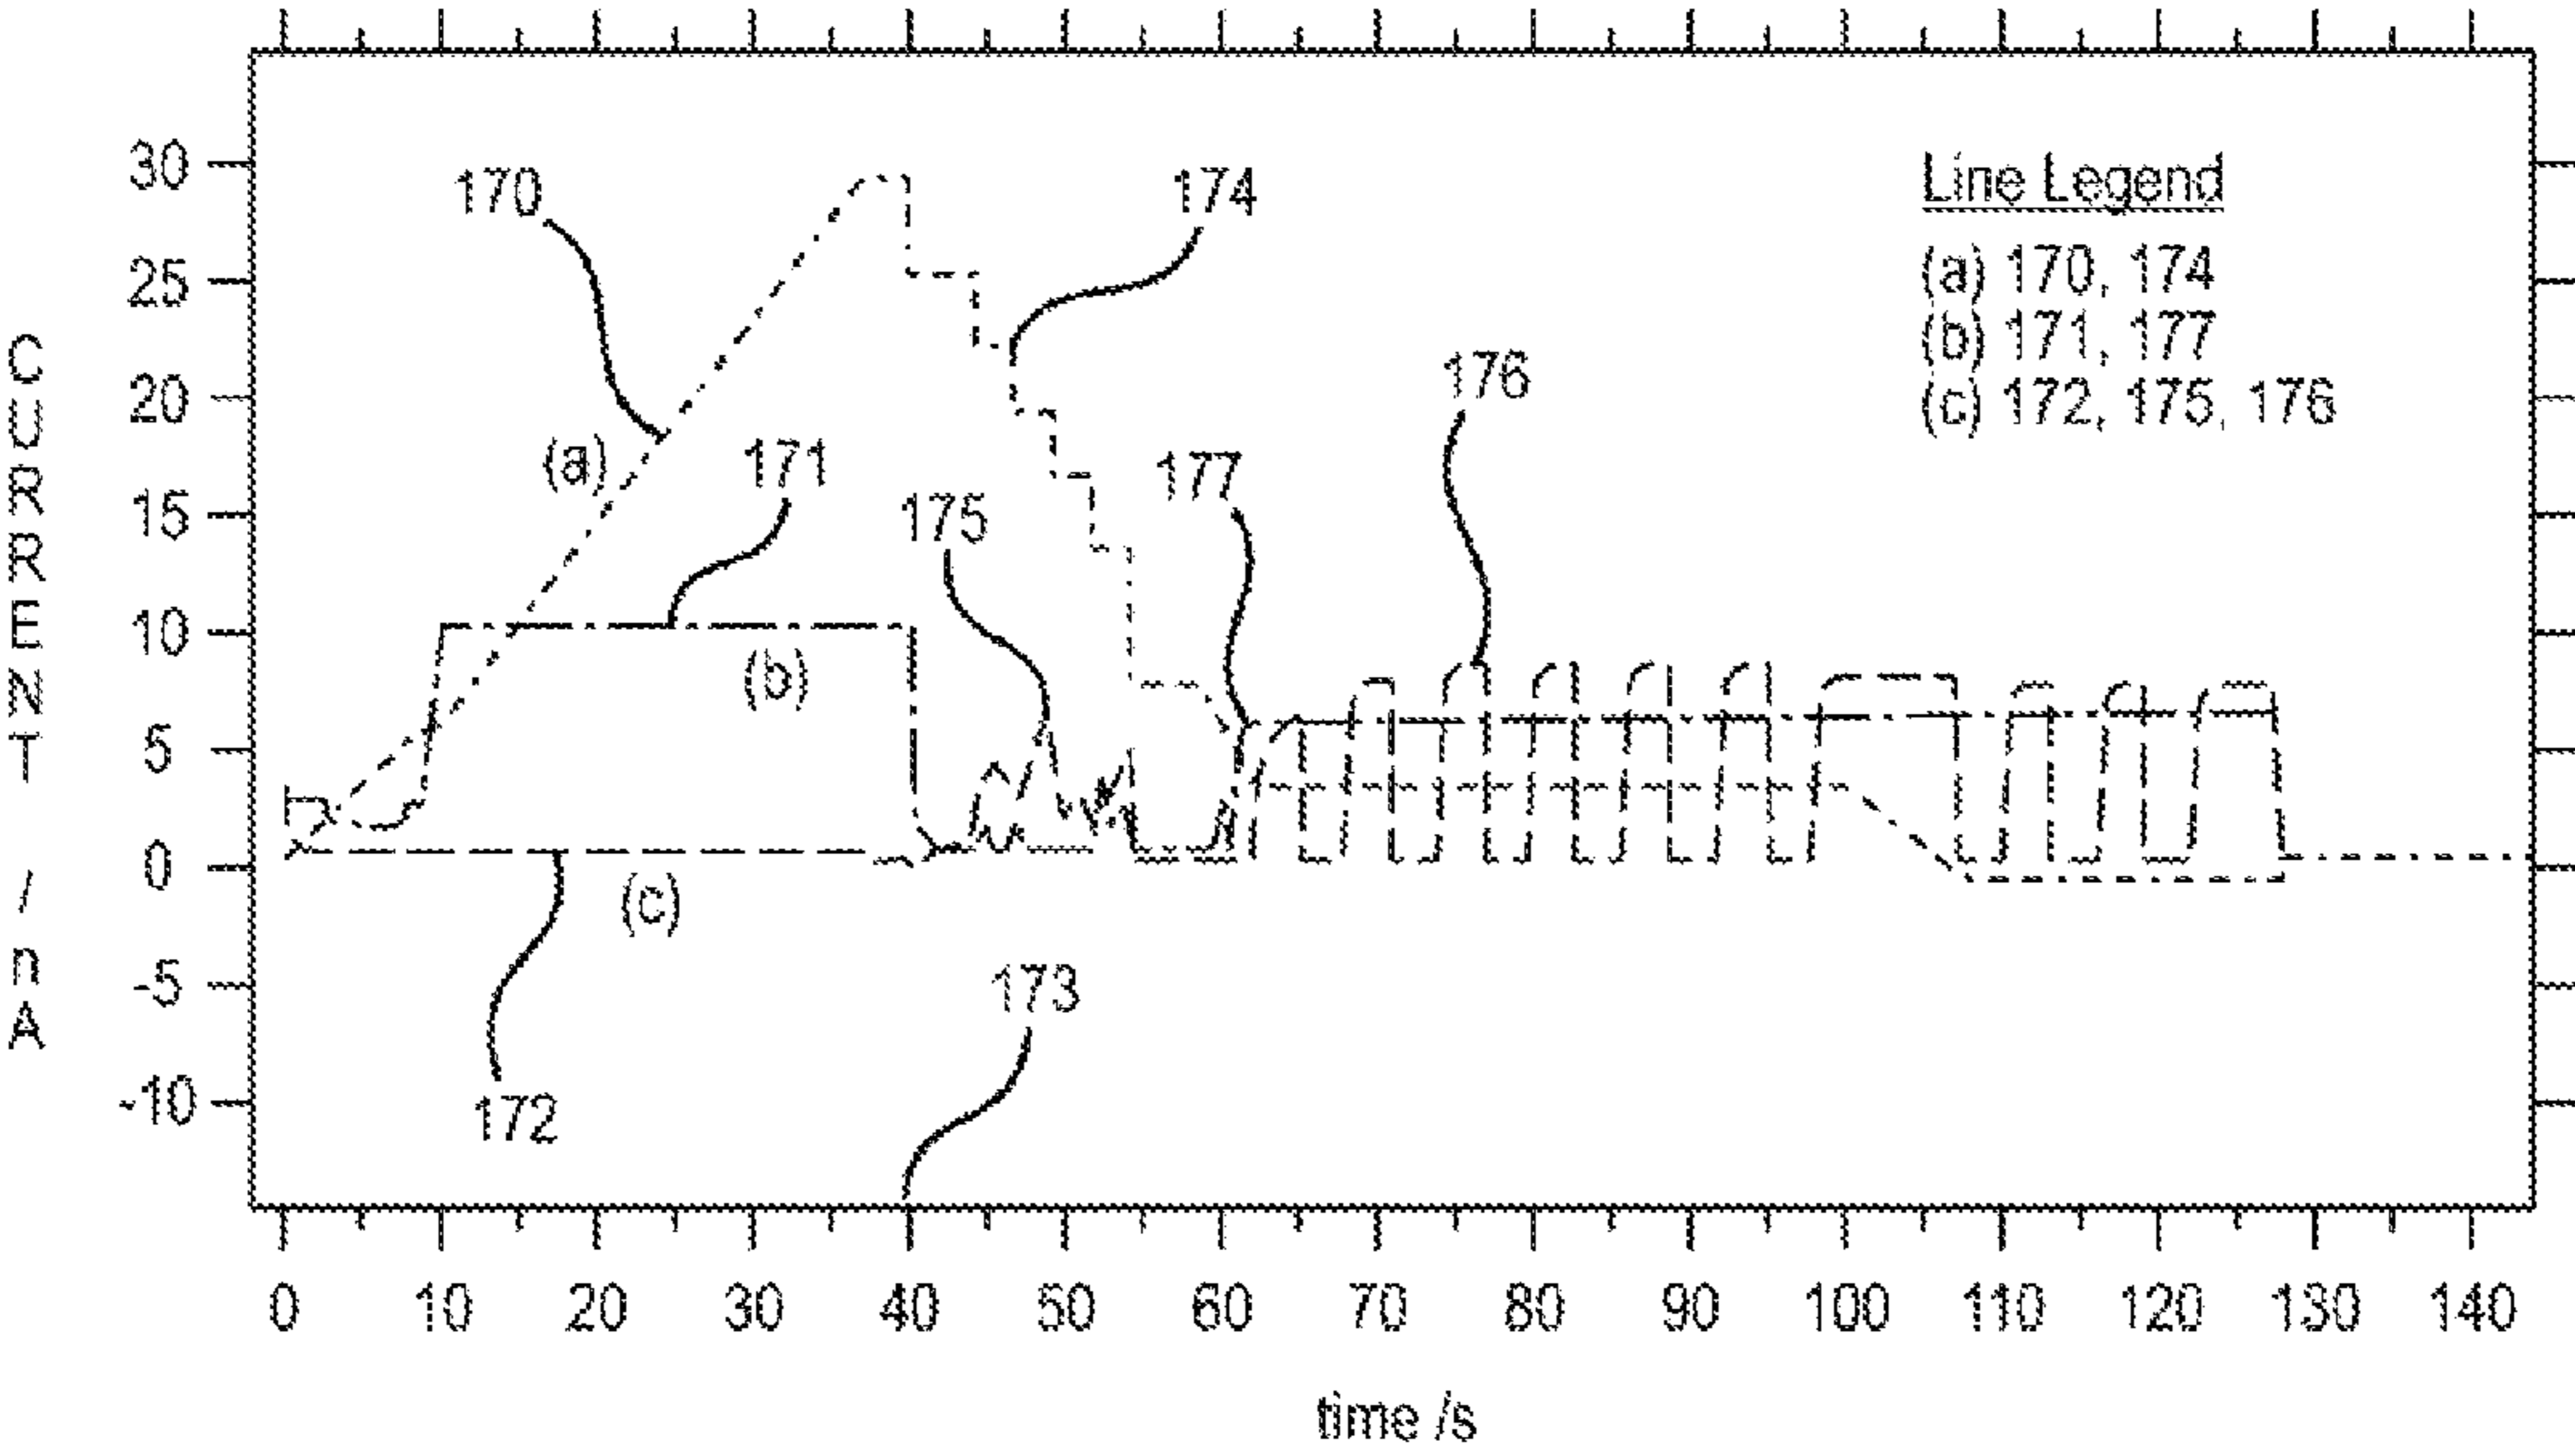 Line Legend
(a) 170, 174
(b) 171, 177
(c) 172, 175, 176
CURRENT /nA
30
25
20
15
10
5
0
-5
-10
170
174
176
(a)
171
177
175
(b)
(c)
173
172
0 10 20 30 40 50 60 70 80 90 100 110 120 130 140
time /s